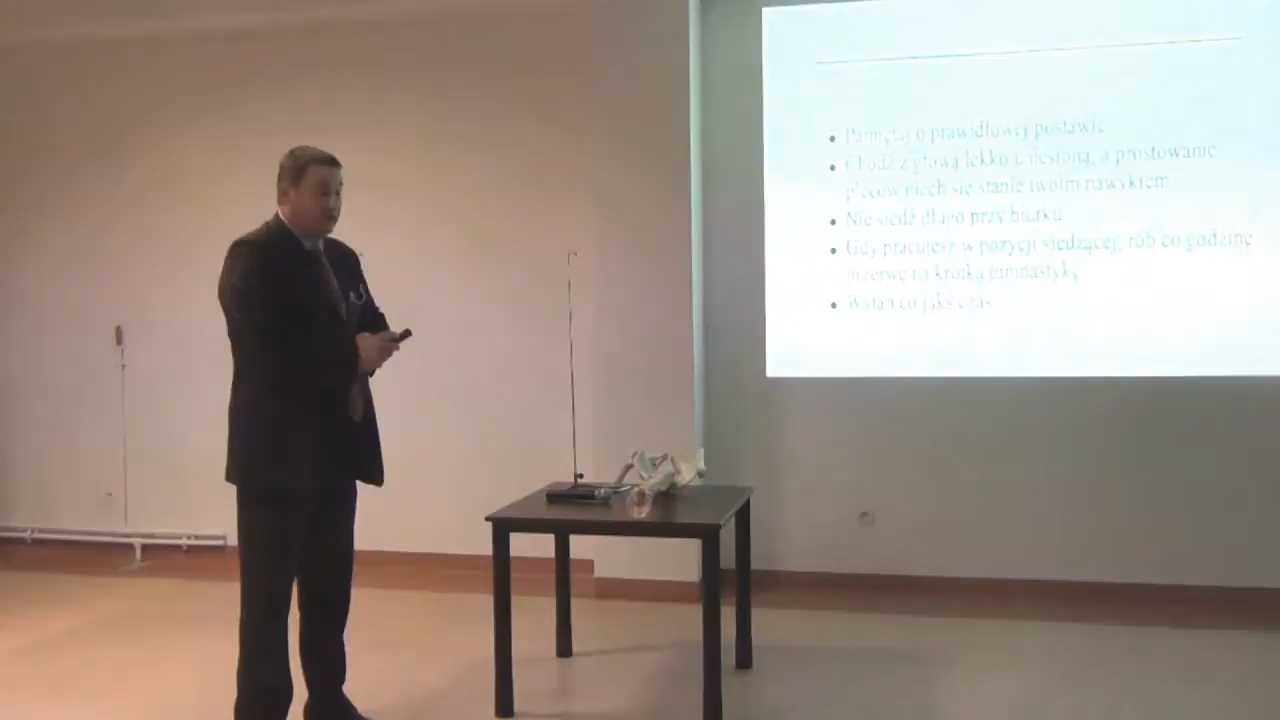 Pamiętaj o prawidłowej postawie
Chodź z głową lekko uniesioną, a prostowanie
pleców niech się stanie twoim nawykiem
Nie siedź długo przy biurku
Gdy pracujesz w pozycji siedzącej, rób co godzinę
przerwę na krótką gimnastykę
Wstań co jakiś czas